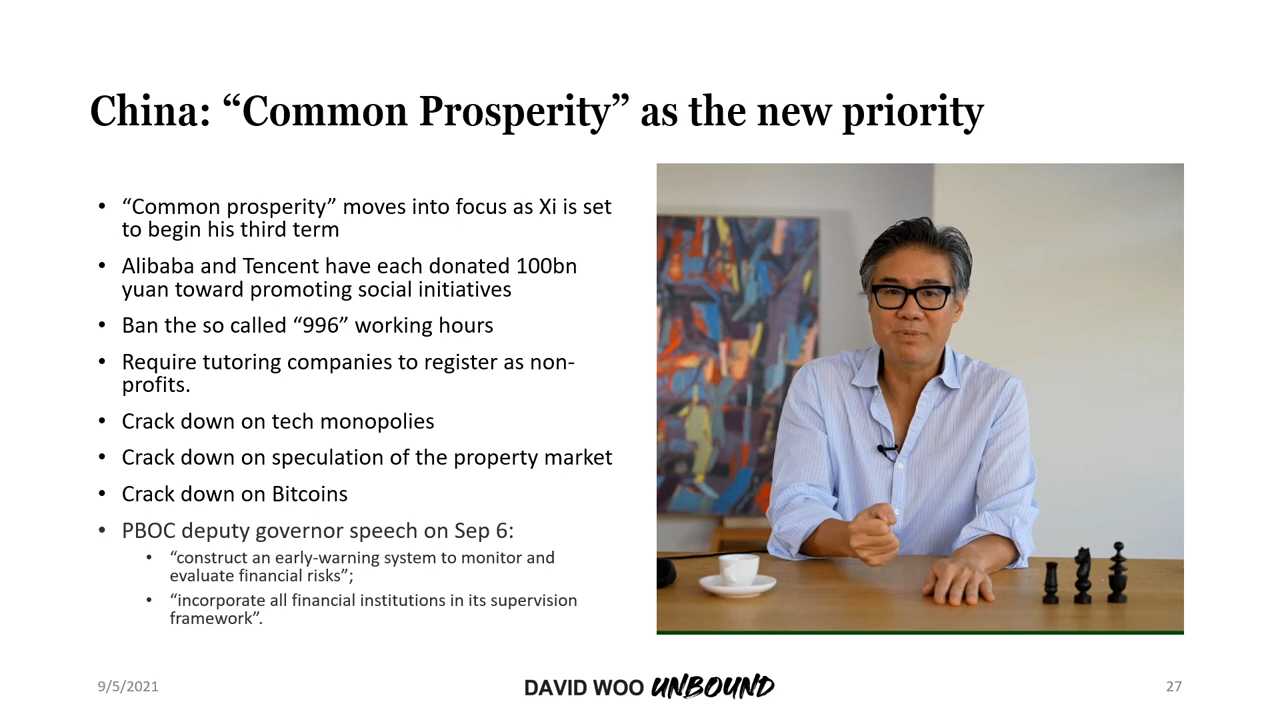 China: “Common Prosperity” as the new priority
• “Common prosperity” moves into focus as Xi is set
to begin his third term
• Alibaba and Tencent have each donated 100bn
yuan toward promoting social initiatives
• Ban the so called “996” working hours
• Require tutoring companies to register as non-
profits.
• Crack down on tech monopolies
• Crack down on speculation of the property market
• Crack down on Bitcoins
• PBOC deputy governor speech on Sep 6:
• “construct an early-warning system to monitor and
evaluate financial risks”;
• “incorporate all financial institutions in its supervision
framework”.
9/5/2021
DAVID WOO UNBOUND
27